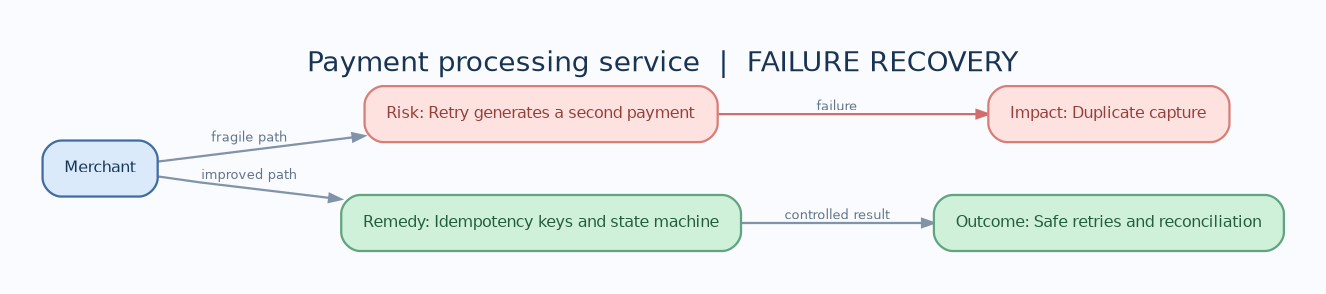 Payment processing service  |  FAILURE RECOVERY
Risk: Retry generates a second payment
failure
Impact: Duplicate capture
fragile path
Merchant
improved path
Remedy: Idempotency keys and state machine
controlled result
Outcome: Safe retries and reconciliation